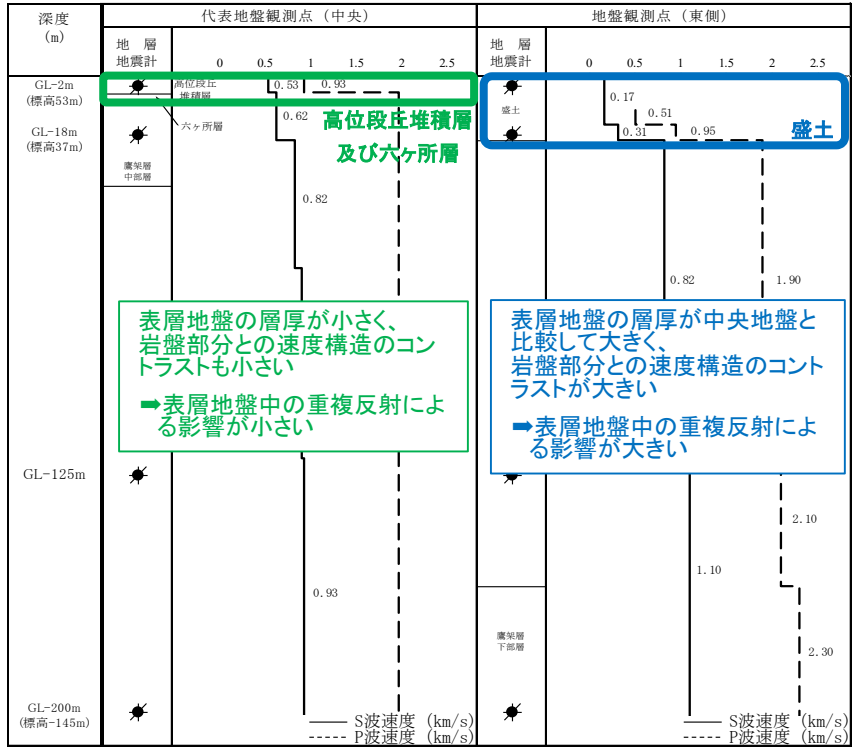 深度
(m)
代表地盤観測点（中央）
地盤観測点（東側）
地　層
地震計
0 0.5 1 1.5 2 2.5
地　層
地震計
0 0.5 1 1.5 2 2.5
GL-2m
(標高53m)
GL-18m
(標高37m)
GL-125m
GL-200m
(標高-145m)
高位段丘
堆積層
六ヶ所層
鷹架層
中部層
0.53
0.93
0.62
0.82
0.93
高位段丘堆積層
及び六ヶ所層
表層地盤の層厚が小さく、
岩盤部分との速度構造のコン
トラストも小さい
➡表層地盤中の重複反射によ
る影響が小さい
S波速度 (km/s)
P波速度 (km/s)
盛土
0.17
0.51
0.31
0.95
盛土
0.82
1.90
表層地盤の層厚が中央地盤と
比較して大きく、
岩盤部分との速度構造のコント
ラストが大きい
➡表層地盤中の重複反射によ
る影響が大きい
2.10
1.10
鷹架層
下部層
2.30
S波速度 (km/s)
P波速度 (km/s)